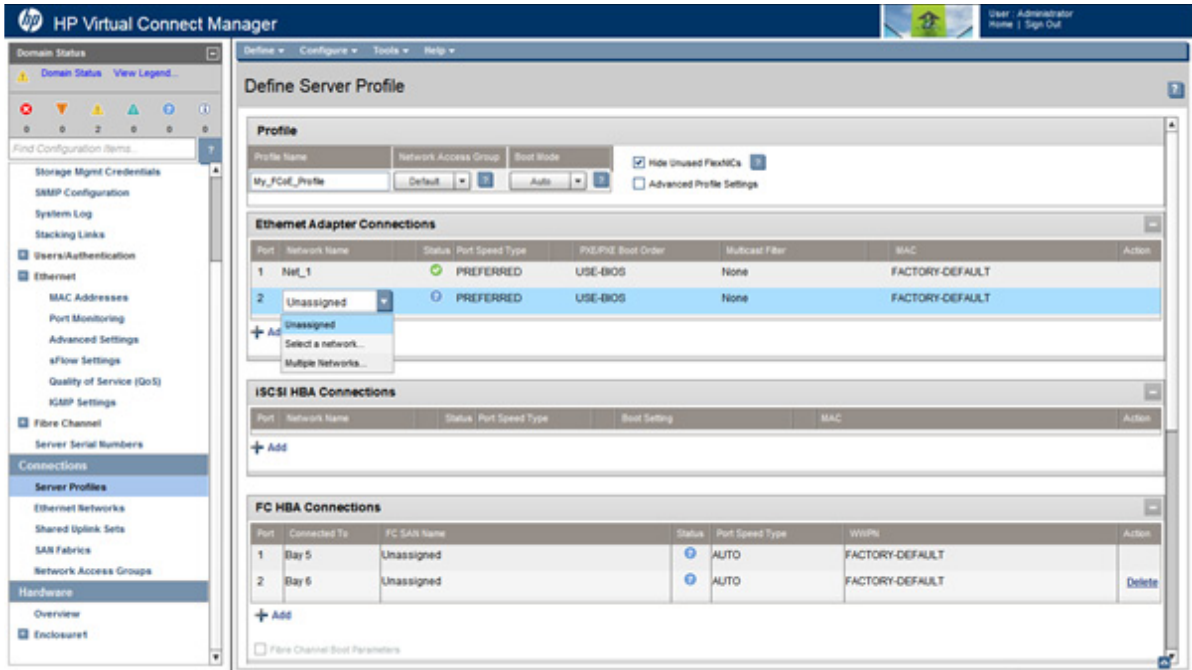 hp HP Virtual Connect Manager
User : Administrator
Home | Sign Out
Domain Status
Domain Status View Legend...
0 0 2 0 0 0
Find Configuration Items...
Storage Mgmt Credentials
SNMP Configuration
System Log
Stacking Links
Users/Authentication
Ethernet
MAC Addresses
Port Monitoring
Advanced Settings
sFlow Settings
Quality of Service (QoS)
IGMP Settings
Fibre Channel
Server Serial Numbers
Connections
Server Profiles
Ethernet Networks
Shared Uplink Sets
SAN Fabrics
Network Access Groups
Hardware
Overview
Enclosure1
Define Configure Tools Help
Define Server Profile ?
Profile
Profile Name Network Access Group Boot Mode
My_FCoE_Profile Default ? Auto ?
Hide Unused FlexNICs ?
Advanced Profile Settings
Ethernet Adapter Connections
Port Network Name Status Port Speed Type PXE/PXE Boot Order Multicast Filter MAC Action
1 Net_1 PREFERRED USE-BIOS None FACTORY-DEFAULT
2 Unassigned ? PREFERRED USE-BIOS None FACTORY-DEFAULT
Unassigned
Select a network...
Multiple Networks...
+ Ad
iSCSI HBA Connections
Port Network Name Status Port Speed Type Boot Setting MAC Action
+ Add
FC HBA Connections
Port Connected To FC SAN Name Status Port Speed Type WWPN Action
1 Bay 5 Unassigned ? AUTO FACTORY-DEFAULT
2 Bay 6 Unassigned ? AUTO FACTORY-DEFAULT Delete
+ Add
Fibre Channel Boot Parameters